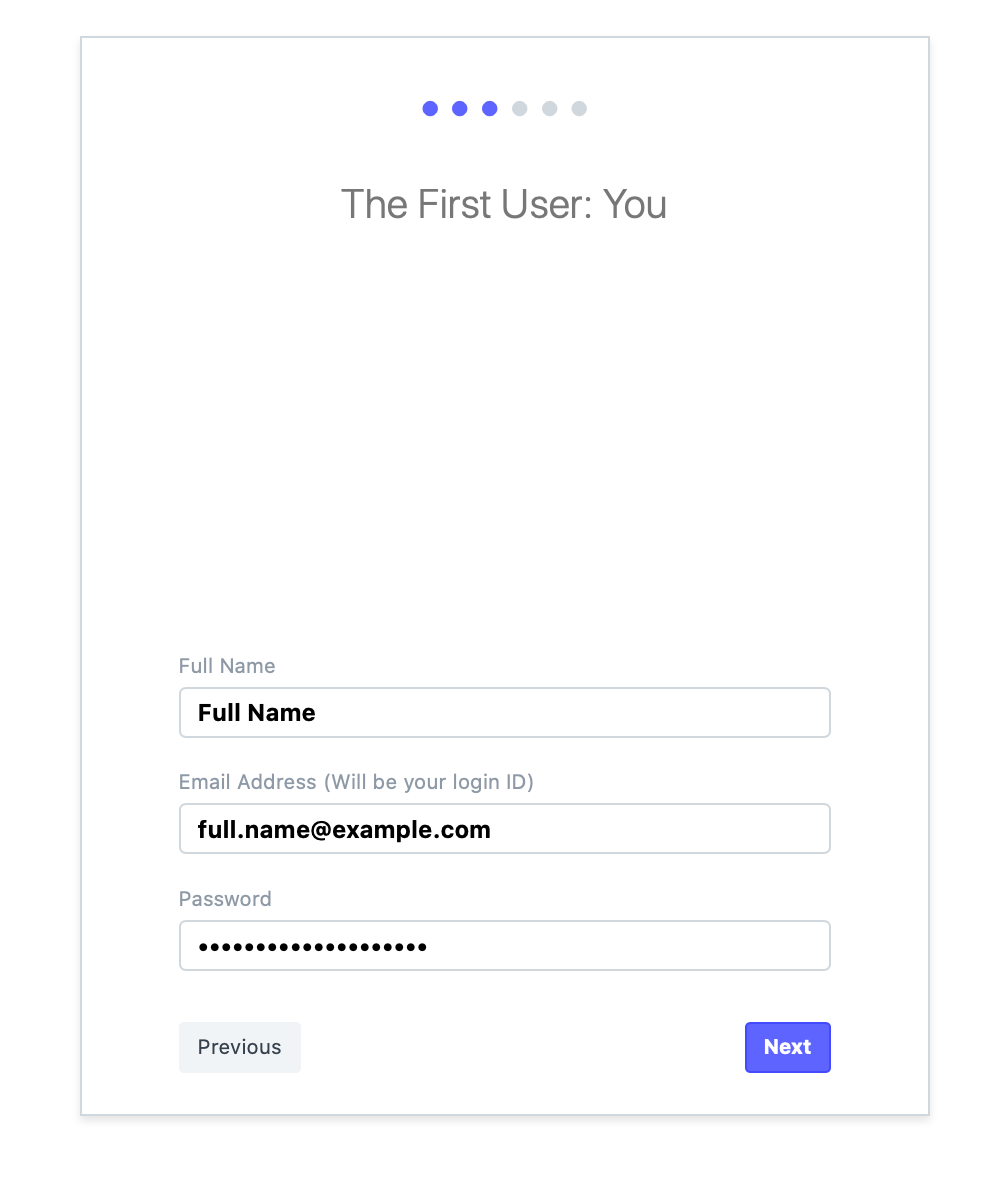 The First User: You
Full Name
Full Name
Email Address (Will be your login ID)
full.name@example.com
Password
••••••••••••••••••••
Previous
Next